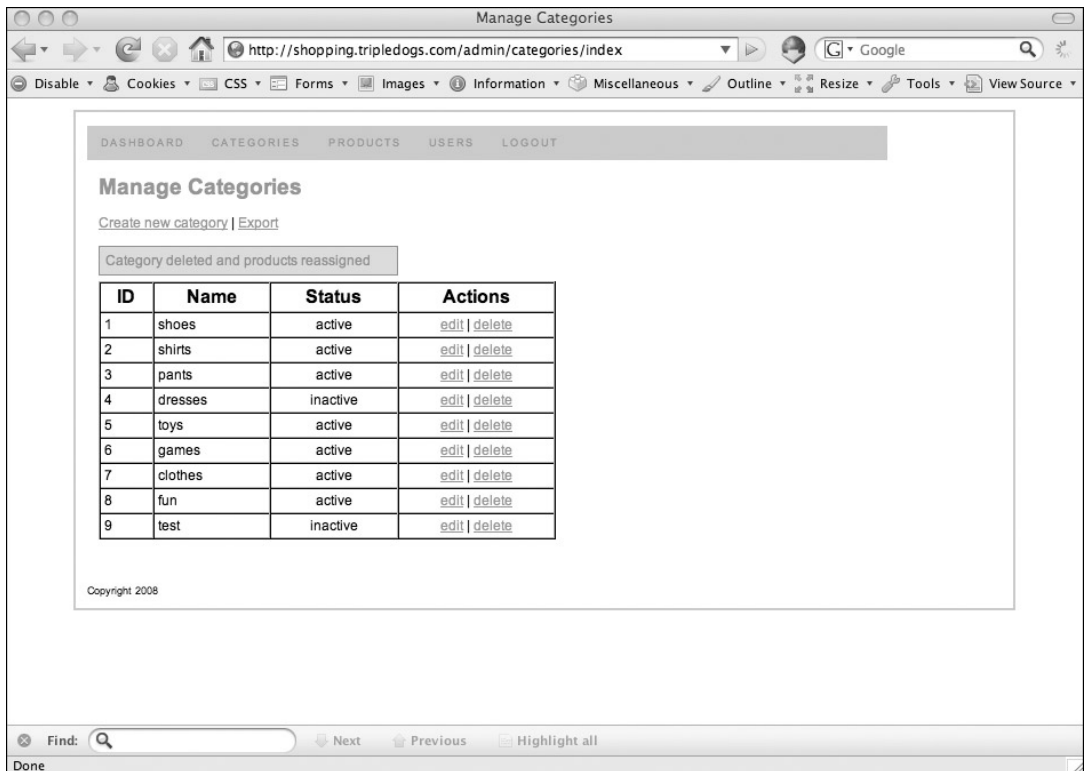 Manage Categories
http://shopping.tripledogs.com/admin/categories/index
G Google
Disable Cookies CSS Forms Images Information Miscellaneous Outline Resize Tools View Source
DASHBOARD CATEGORIES PRODUCTS USERS LOGOUT
Manage Categories
Create new category | Export
Category deleted and products reassigned
ID Name Status Actions
1 shoes active edit | delete
2 shirts active edit | delete
3 pants active edit | delete
4 dresses inactive edit | delete
5 toys active edit | delete
6 games active edit | delete
7 clothes active edit | delete
8 fun active edit | delete
9 test inactive edit | delete
Copyright 2008
Find: Next Previous Highlight all
Done